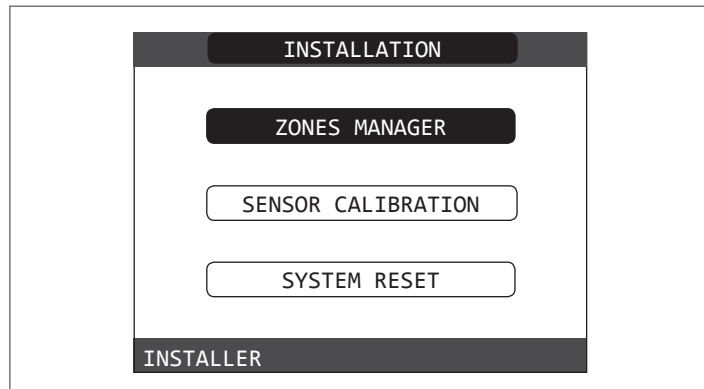 INSTALLATION
ZONES MANAGER
SENSOR CALIBRATION
SYSTEM RESET
INSTALLER